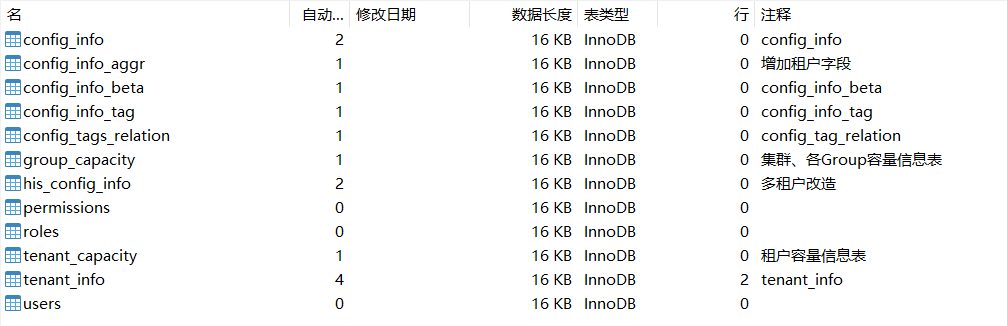 名 自动... 修改日期 数据长度 表类型 行 注释
config_info 2 16 KB InnoDB 0 config_info
config_info_aggr 1 16 KB InnoDB 0 增加租户字段
config_info_beta 1 16 KB InnoDB 0 config_info_beta
config_info_tag 1 16 KB InnoDB 0 config_info_tag
config_tags_relation 1 16 KB InnoDB 0 config_tag_relation
group_capacity 1 16 KB InnoDB 0 集群、各Group容量信息表
his_config_info 2 16 KB InnoDB 0 多租户改造
permissions 0 16 KB InnoDB 0
roles 0 16 KB InnoDB 0
tenant_capacity 1 16 KB InnoDB 0 租户容量信息表
tenant_info 4 16 KB InnoDB 2 tenant_info
users 0 16 KB InnoDB 0